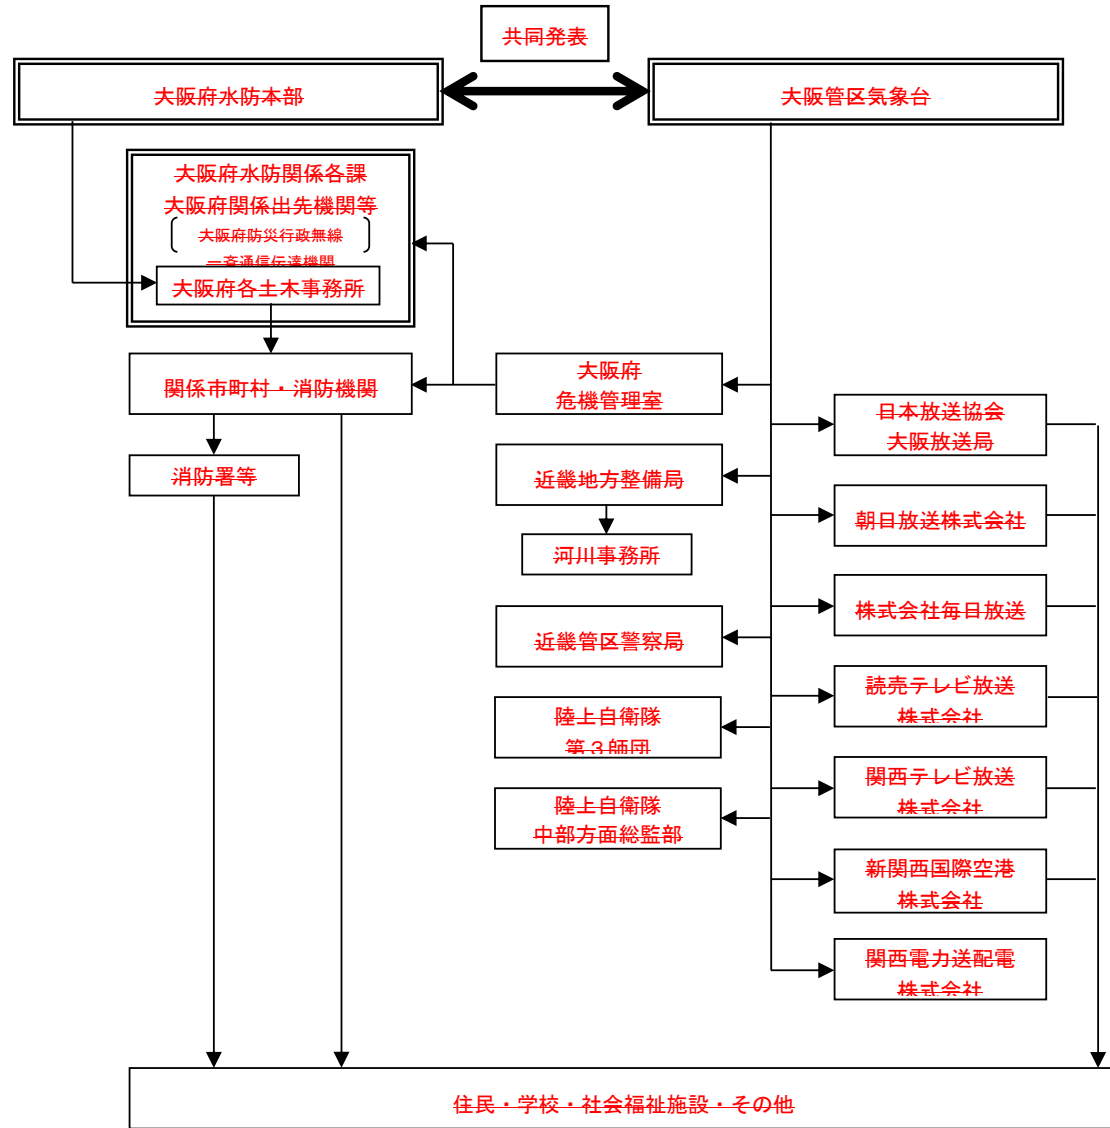 共同発表
大阪府水防本部
大阪管区気象台
大阪府水防関係各課
大阪府関係出先機関等
大阪府防災行政無線
一斉通信伝達機関
大阪府各土木事務所
関係市町村・消防機関
消防署等
大阪府
危機管理室
近畿地方整備局
河川事務所
近畿管区警察局
陸上自衛隊
第3師団
陸上自衛隊
中部方面総監部
日本放送協会
大阪放送局
朝日放送株式会社
株式会社毎日放送
読売テレビ放送
株式会社
関西テレビ放送
株式会社
新関西国際空港
株式会社
関西電力送配電
株式会社
住民・学校・社会福祉施設・その他